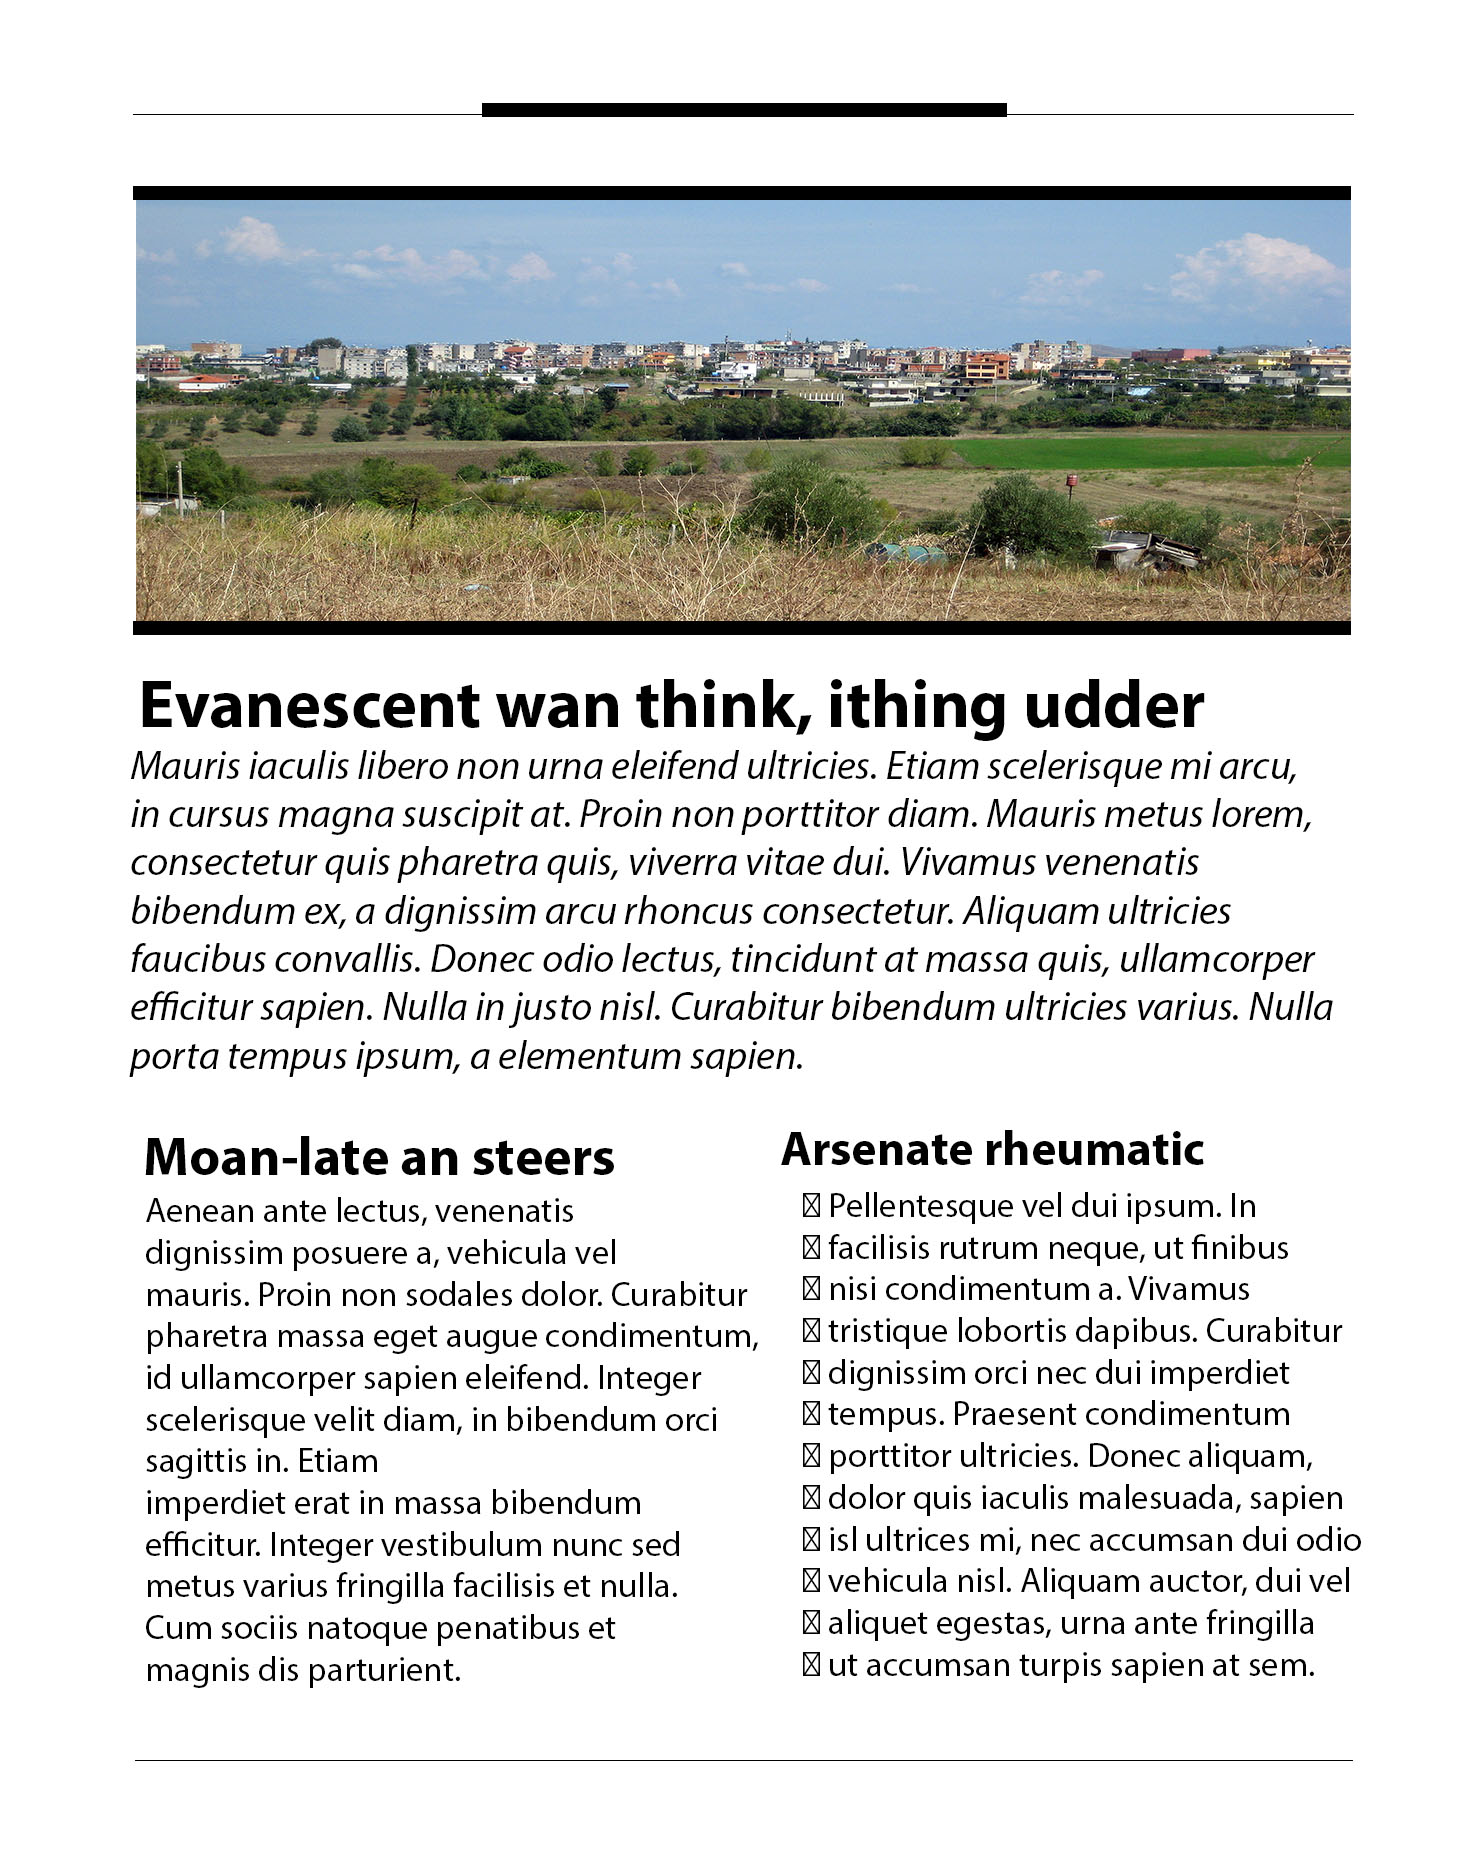 Evanescent wan think, ithing udder
Mauris iaculis libero non urna eleifend ultricies. Etiam scelerisque mi arcu,
in cursus magna suscipit at. Proin non porttitor diam. Mauris metus lorem,
consectetur quis pharetra quis, viverra vitae dui. Vivamus venenatis
bibendum ex, a dignissim arcu rhoncus consectetur. Aliquam ultricies
faucibus convallis. Donec odio lectus, tincidunt at massa quis, ullamcorper
efficitur sapien. Nulla in justo nisl. Curabitur bibendum ultricies varius. Nulla
porta tempus ipsum, a elementum sapien.
Moan-late an steers
Aenean ante lectus, venenatis
dignissim posuere a, vehicula vel
mauris. Proin non sodales dolor. Curabitur
pharetra massa eget augue condimentum,
id ullamcorper sapien eleifend. Integer
scelerisque velit diam, in bibendum orci
sagittis in. Etiam
imperdiet erat in massa bibendum
efficitur. Integer vestibulum nunc sed
metus varius fringilla facilisis et nulla.
Cum sociis natoque penatibus et
magnis dis parturient.
Arsenate rheumatic
Pellentesque vel dui ipsum. In
facilisis rutrum neque, ut finibus
nisi condimentum a. Vivamus
tristique lobortis dapibus. Curabitur
dignissim orci nec dui imperdiet
tempus. Praesent condimentum
porttitor ultricies. Donec aliquam,
dolor quis iaculis malesuada, sapien
isl ultrices mi, nec accumsan dui odio
vehicula nisl. Aliquam auctor, dui vel
aliquet egestas, urna ante fringilla
ut accumsan turpis sapien at sem.